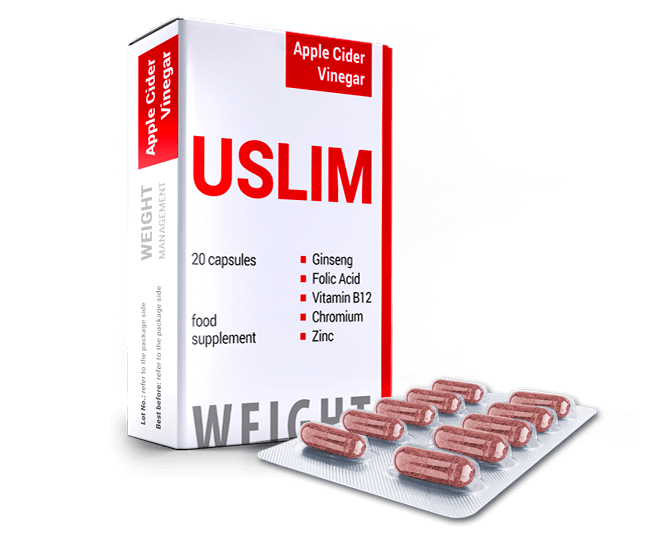 Apple Cider
Vinegar
WEIGHT
MANAGEMENT
Lot No.: refer to the package side
Best before: refer to the package side
Apple Cider
Vinegar
USLIM
20 capsules
food
supplement
Ginseng
Folic Acid
Vitamin B12
Chromium
Zinc
WEIGHT